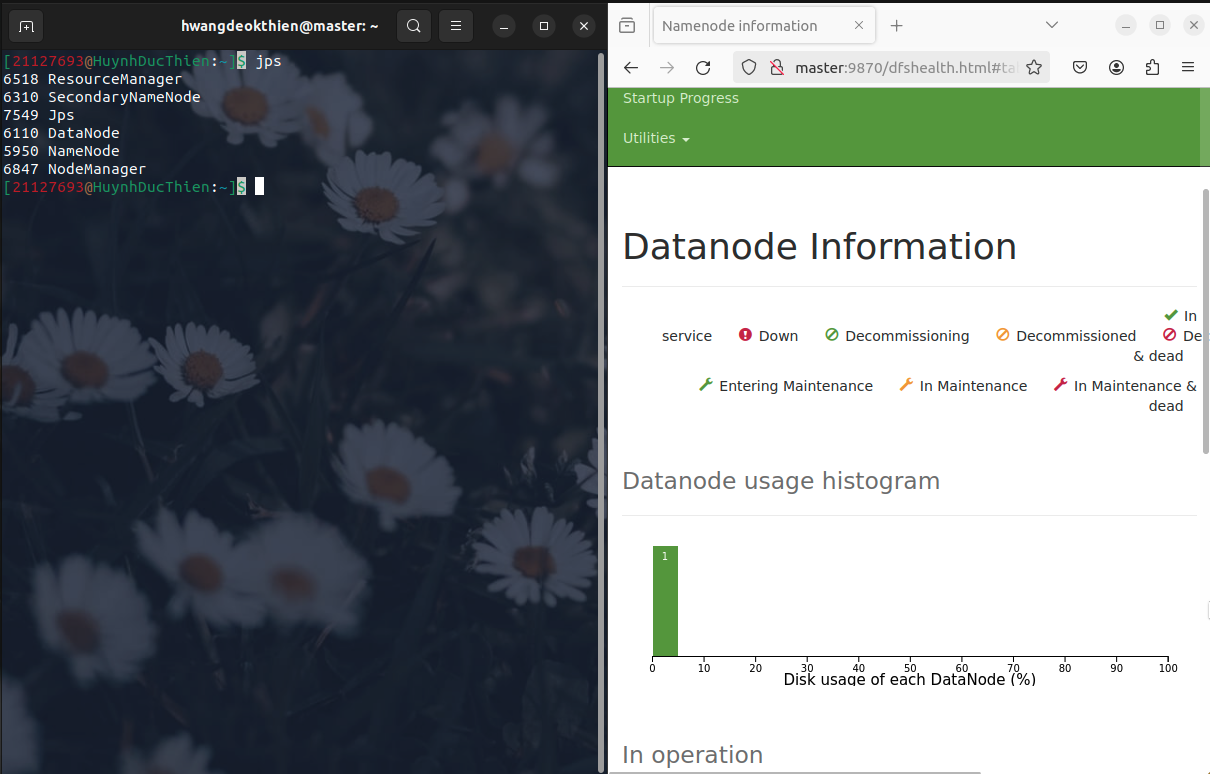 hwangdeokthien@master: ~
[21127693@HuynhDucThien:~]$ jps
6518 ResourceManager
6310 SecondaryNameNode
7549 Jps
6110 DataNode
5950 NameNode
6847 NodeManager
[21127693@HuynhDucThien:~]$
Namenode information
master:9870/dfshealth.html#ta
Startup Progress
Utilities
Datanode Information
In
service Down Decommissioning Decommissioned De
& dead
Entering Maintenance In Maintenance In Maintenance &
dead
Datanode usage histogram
1
0 10 20 30 40 50 60 70 80 90 100
Disk usage of each DataNode (%)
In operation